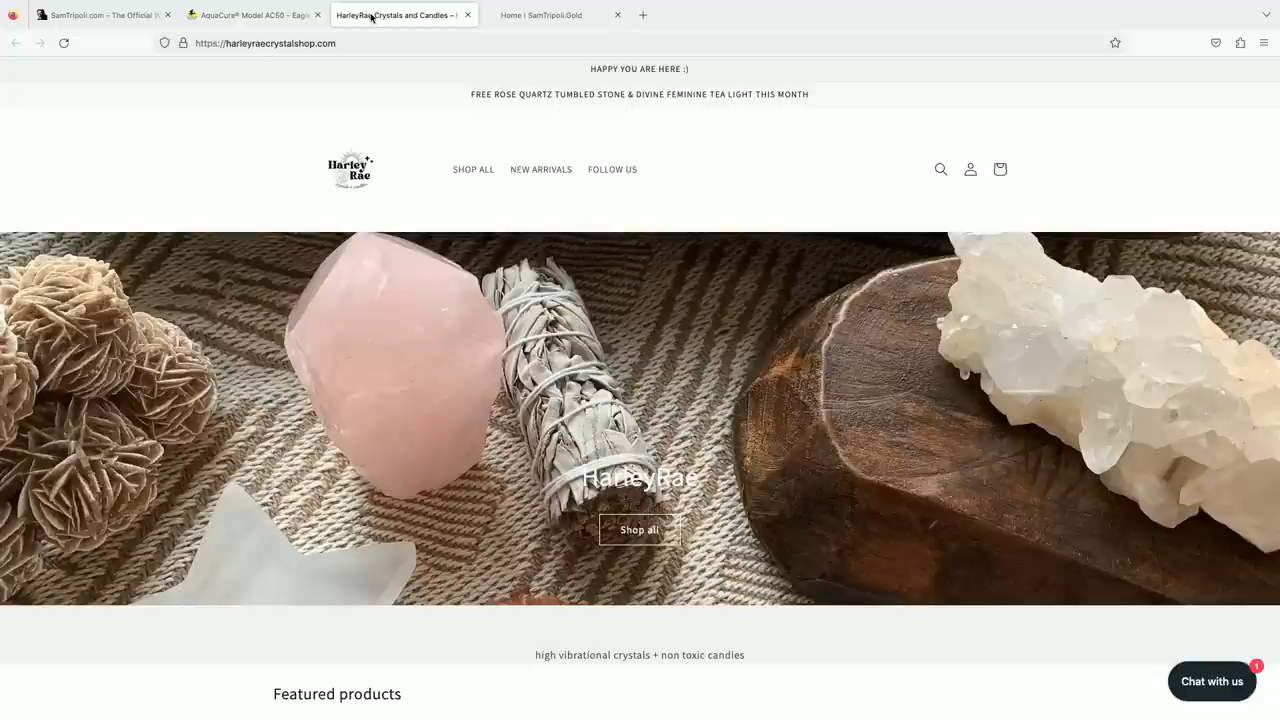 SamTripoli.com – The Official
AquaCure® Model AC50 – Eagle
HarleyRae Crystals and Candles –
Home | SamTripoli.Gold
https://harleyraecrystalshop.com
HAPPY YOU ARE HERE :)
FREE ROSE QUARTZ TUMBLED STONE & DIVINE FEMININE TEA LIGHT THIS MONTH
Harley Rae
SHOP ALL
NEW ARRIVALS
FOLLOW US
HarleyRae
Shop all
high vibrational crystals + non toxic candles
Featured products
Chat with us
1